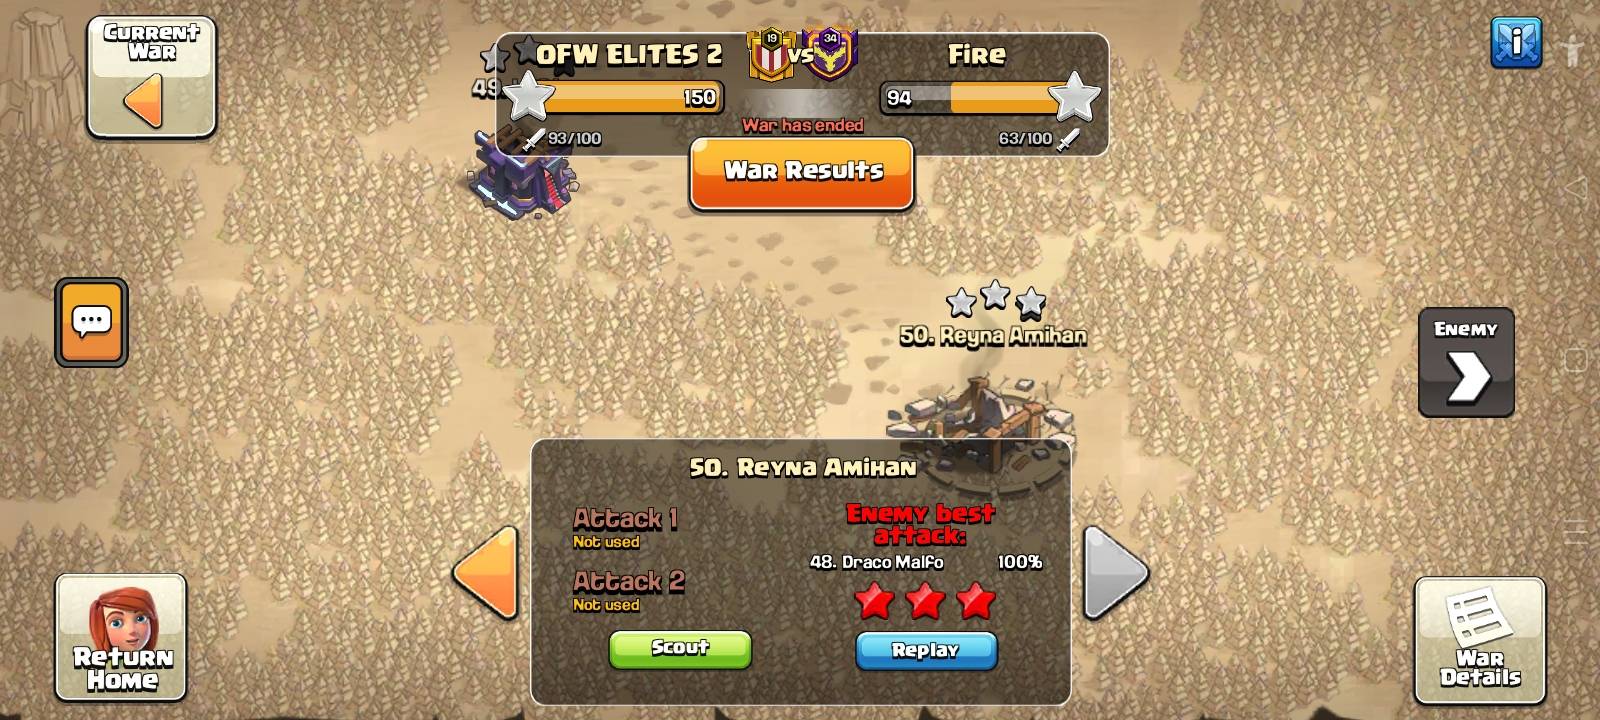 Current
War
OFW ELITES 2
19
vs
34
Fire
49.
150
94
93/100
War has ended
63/100
War Results
50. Reyna Amihan
Enemy
50. Reyna Amihan
Attack 1
Not used
Attack 2
Not used
Scout
Enemy best
attack:
48. Draco Malfo
100%
Replay
Return
Home
War
Details